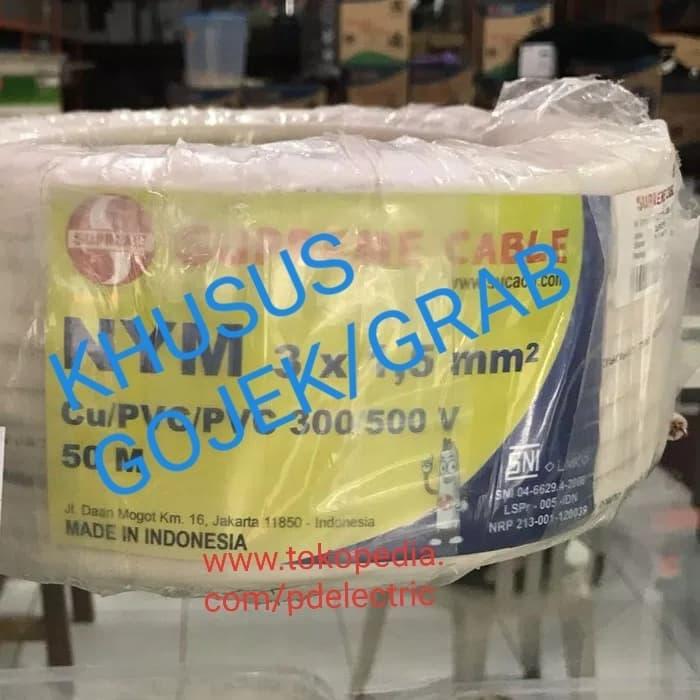 SUPREME
SUPREME CABLE
www.sucaco.com
NYM 3 x 1,5 mm²
Cu/PVC/PVC 300/500 V
50 M
KHUSUS
GOJEK/GRAB
SNI LMK
SNI 04-6629.4-2006
LSPr - 005 - IDN
NRP 213-001-120039
Jl. Daan Mogot Km. 16, Jakarta 11850 - Indonesia
MADE IN INDONESIA
www.tokopedia.
com/pdelectric